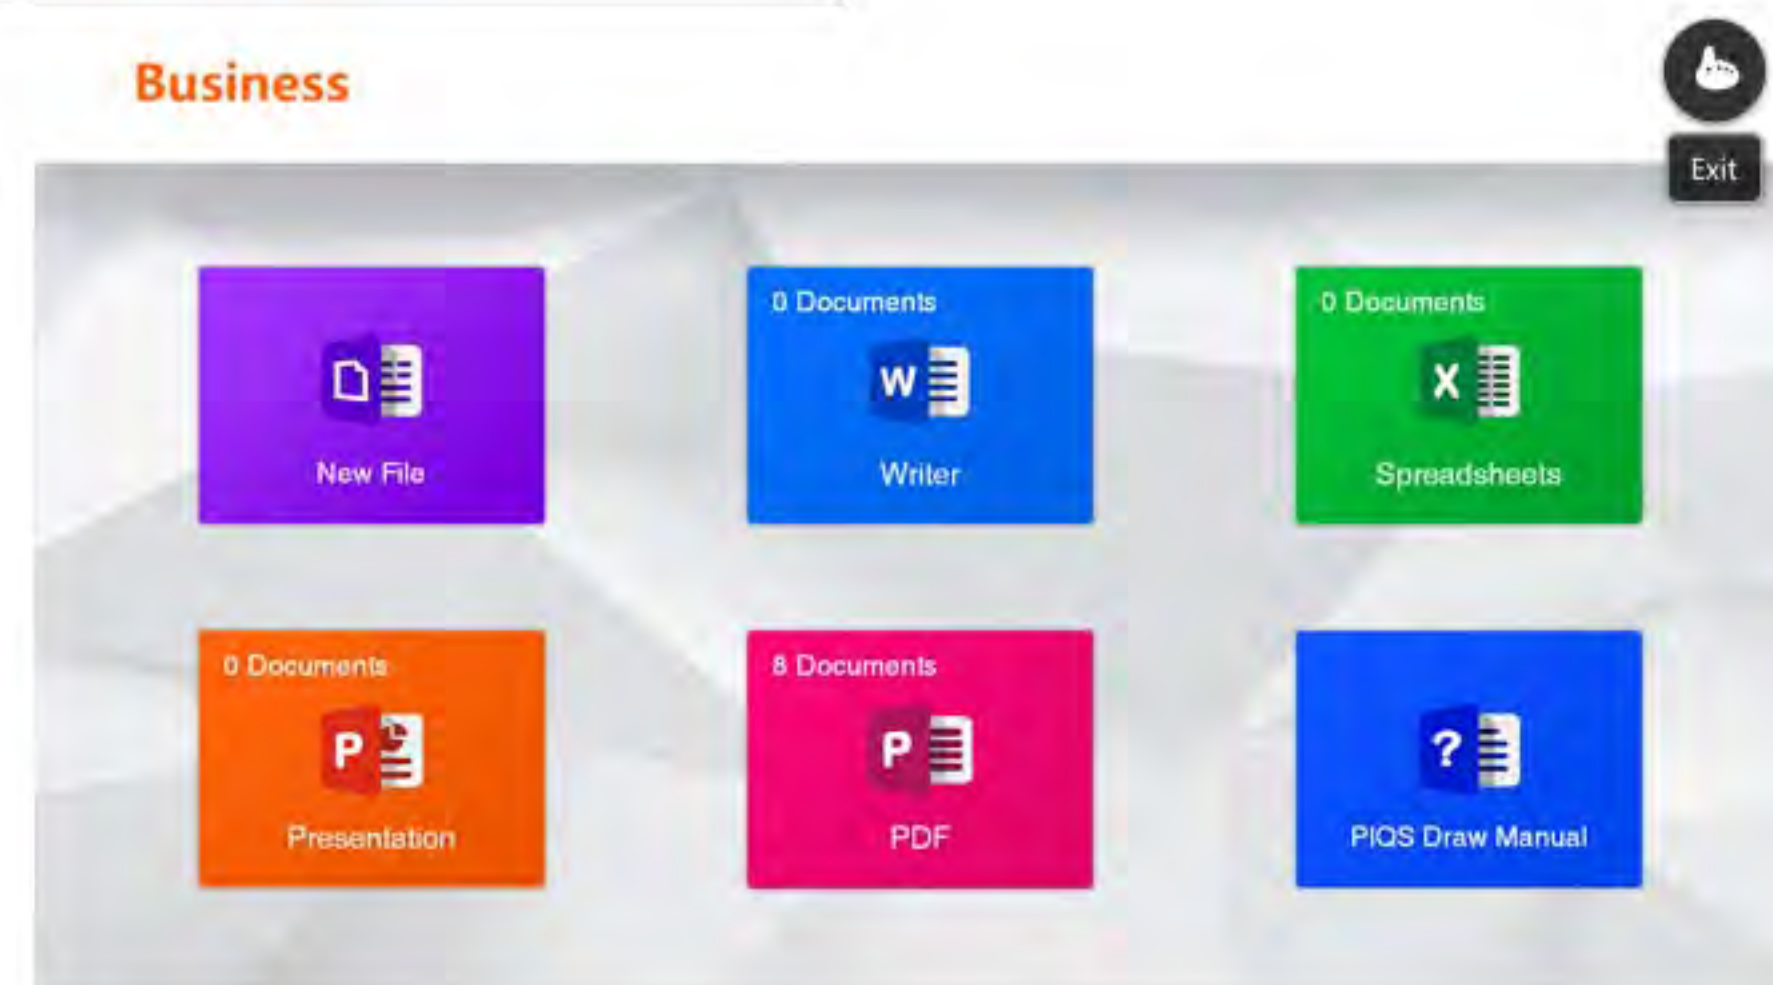 Business
Exit
0 Documents
0 Documents
W
X
New File
Writer
Spreadsheets
0 Documents
8 Documents
P
P
?
Presentation
PDF
PIQS Draw Manual